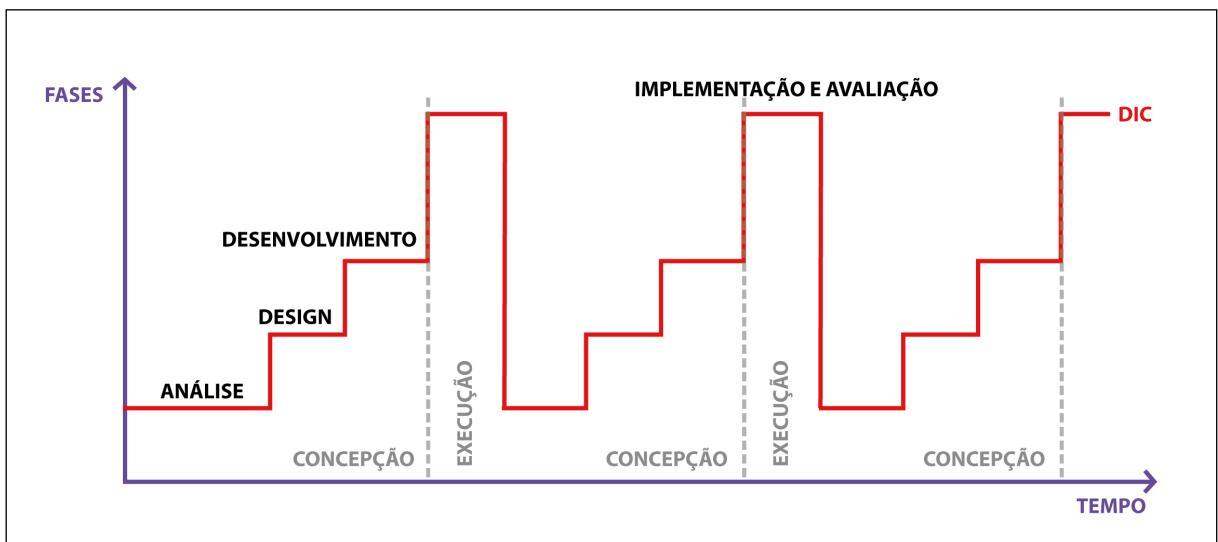 IMPLEMENTAÇÃO E AVALIAÇÃO
FASES
DIC
DESENVOLVIMENTO
DESIGN
ANÁLISE
EXECUÇÃO
EXECUÇÃO
CONCEPÇÃO
CONCEPÇÃO
CONCEPÇÃO
TEMPO